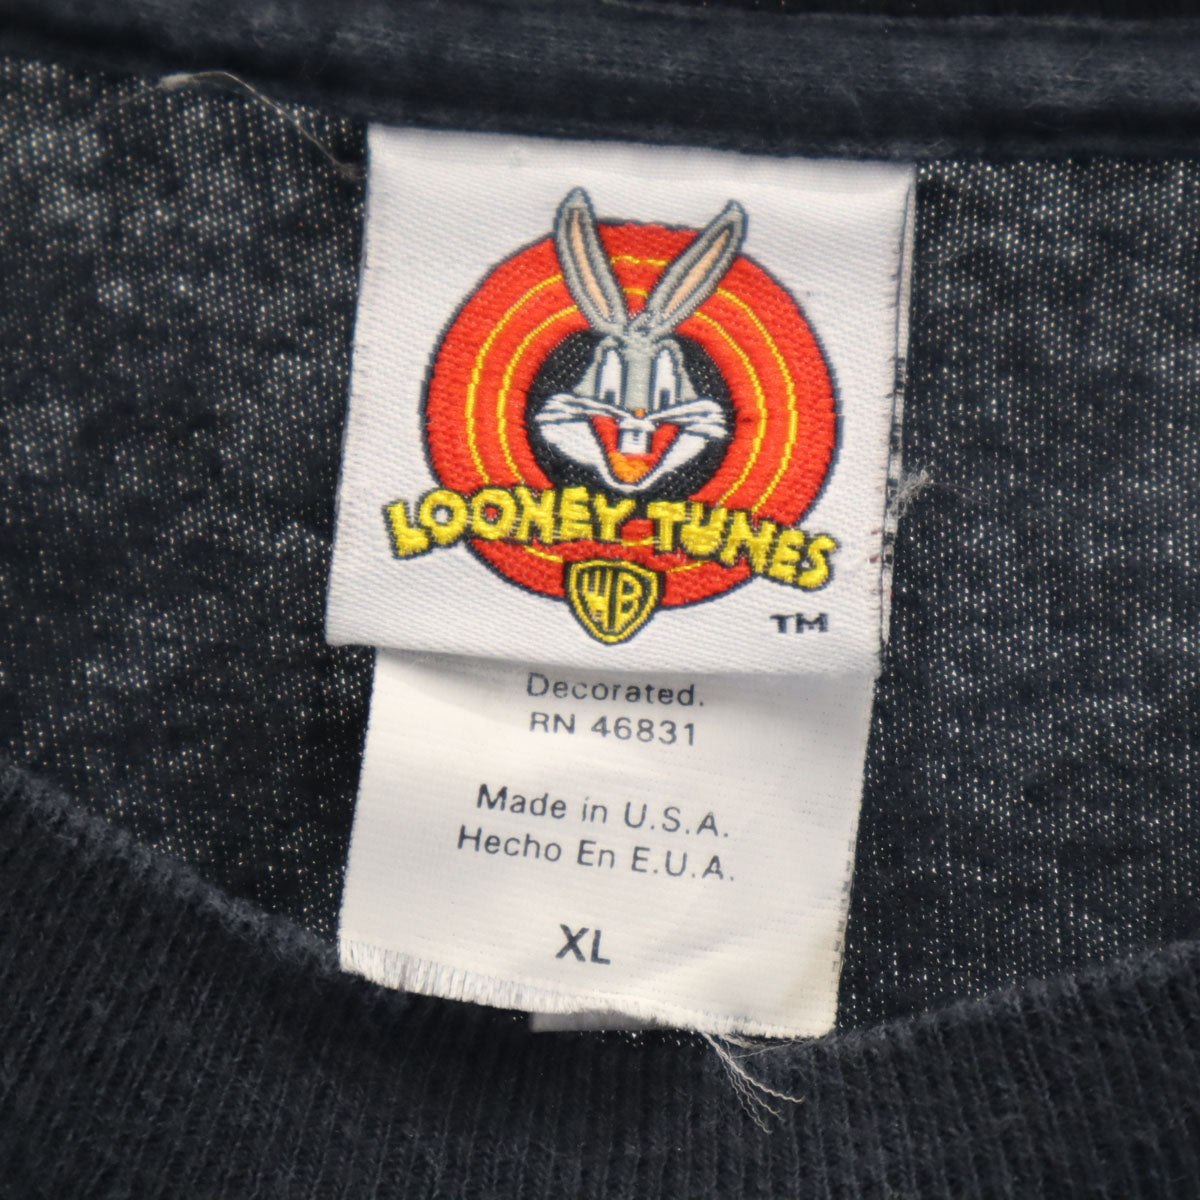 LOONEY TUNES
WB
TM
Decorated.
RN 46831
Made in U.S.A.
Hecho En E.U.A.
XL